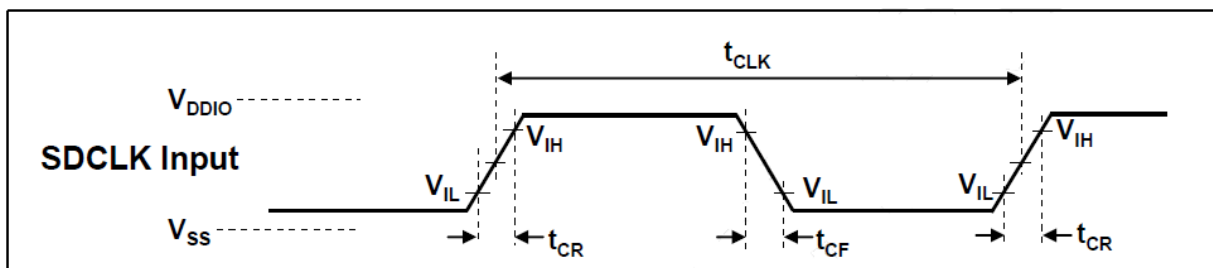 tCLK
VDDIO
SDCLK Input
VIH
VIH
VIH
VIL
VIL
VIL
VSS
tCR
tCF
tCR